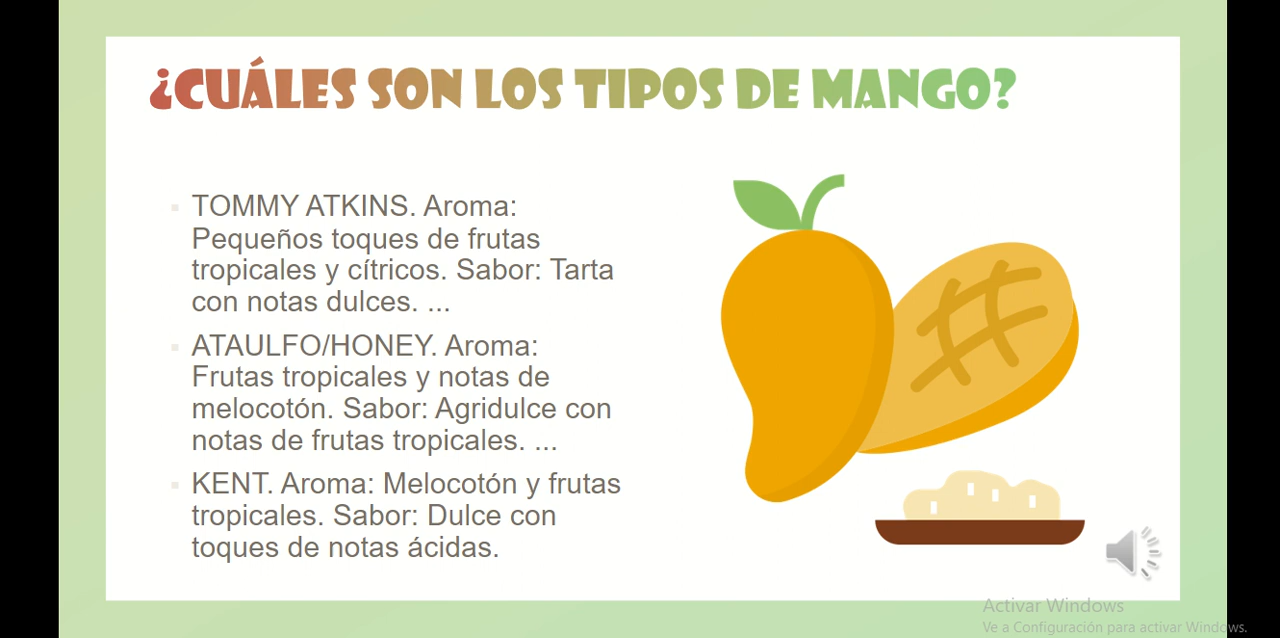 ¿CUÁLES SON LOS TIPOS DE MANGO?
TOMMY ATKINS. Aroma:
Pequeños toques de frutas
tropicales y cítricos. Sabor: Tarta
con notas dulces. ...
ATAULFO/HONEY. Aroma:
Frutas tropicales y notas de
melocotón. Sabor: Agridulce con
notas de frutas tropicales. ...
KENT. Aroma: Melocotón y frutas
tropicales. Sabor: Dulce con
toques de notas ácidas.
Activar Windows
Ve a Configuración para activar Windows.